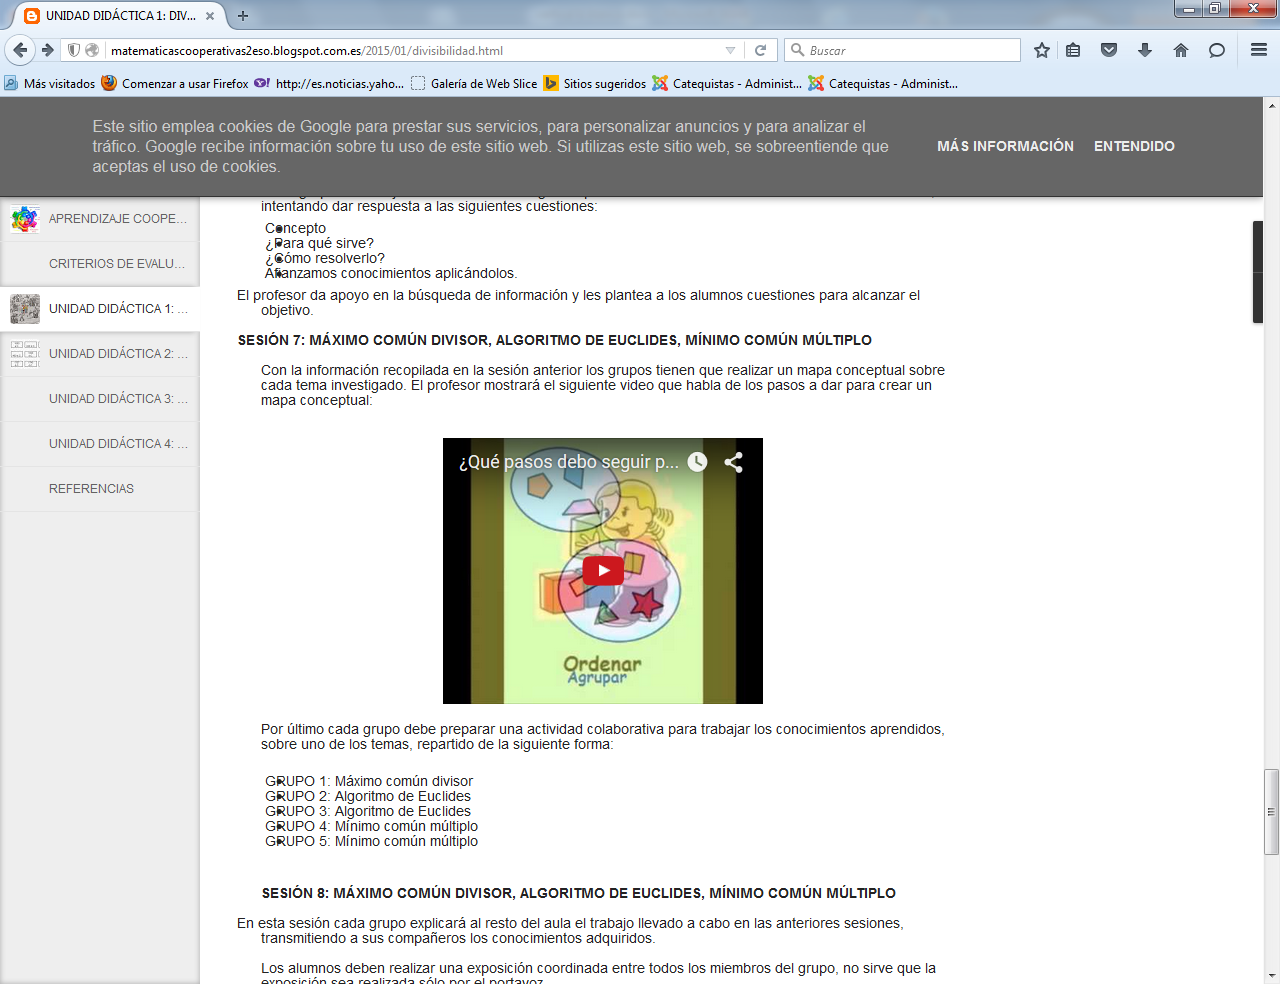 UNIDAD DIDÁCTICA 1: DIV...
matematicascooperativas2eso.blogspot.com.es/2015/01/divisibilidad.html
Buscar
Más visitados
Comenzar a usar Firefox
http://es.noticias.yaho...
Galería de Web Slice
Sitios sugeridos
Catequistas - Administ...
Catequistas - Administ...
Este sitio emplea cookies de Google para prestar sus servicios, para personalizar anuncios y para analizar el
tráfico. Google recibe información sobre tu uso de este sitio web. Si utilizas este sitio web, se sobreentiende que
aceptas el uso de cookies.
MÁS INFORMACIÓN
ENTENDIDO
APRENDIZAJE COOPE...
CRITERIOS DE EVALU...
UNIDAD DIDÁCTICA 1: ...
UNIDAD DIDÁCTICA 2: ...
UNIDAD DIDÁCTICA 3: ...
UNIDAD DIDÁCTICA 4: ...
REFERENCIAS
intentando dar respuesta a las siguientes cuestiones:
Concepto
¿Para qué sirve?
¿Cómo resolverlo?
Afianzamos conocimientos aplicándolos.
El profesor da apoyo en la búsqueda de información y les plantea a los alumnos cuestiones para alcanzar el
objetivo.
SESIÓN 7: MÁXIMO COMÚN DIVISOR, ALGORITMO DE EUCLIDES, MÍNIMO COMÚN MÚLTIPLO
Con la información recopilada en la sesión anterior los grupos tienen que realizar un mapa conceptual sobre
cada tema investigado. El profesor mostrará el siguiente video que habla de los pasos a dar para crear un
mapa conceptual:
¿Qué pasos debo seguir p...
Ordenar
Agrupar
Por último cada grupo debe preparar una actividad colaborativa para trabajar los conocimientos aprendidos,
sobre uno de los temas, repartido de la siguiente forma:
GRUPO 1: Máximo común divisor
GRUPO 2: Algoritmo de Euclides
GRUPO 3: Algoritmo de Euclides
GRUPO 4: Mínimo común múltiplo
GRUPO 5: Mínimo común múltiplo
SESIÓN 8: MÁXIMO COMÚN DIVISOR, ALGORITMO DE EUCLIDES, MÍNIMO COMÚN MÚLTIPLO
En esta sesión cada grupo explicará al resto del aula el trabajo llevado a cabo en las anteriores sesiones,
transmitiendo a sus compañeros los conocimientos adquiridos.
Los alumnos deben realizar una exposición coordinada entre todos los miembros del grupo, no sirve que la
exposición sea realizada sólo por el portavoz